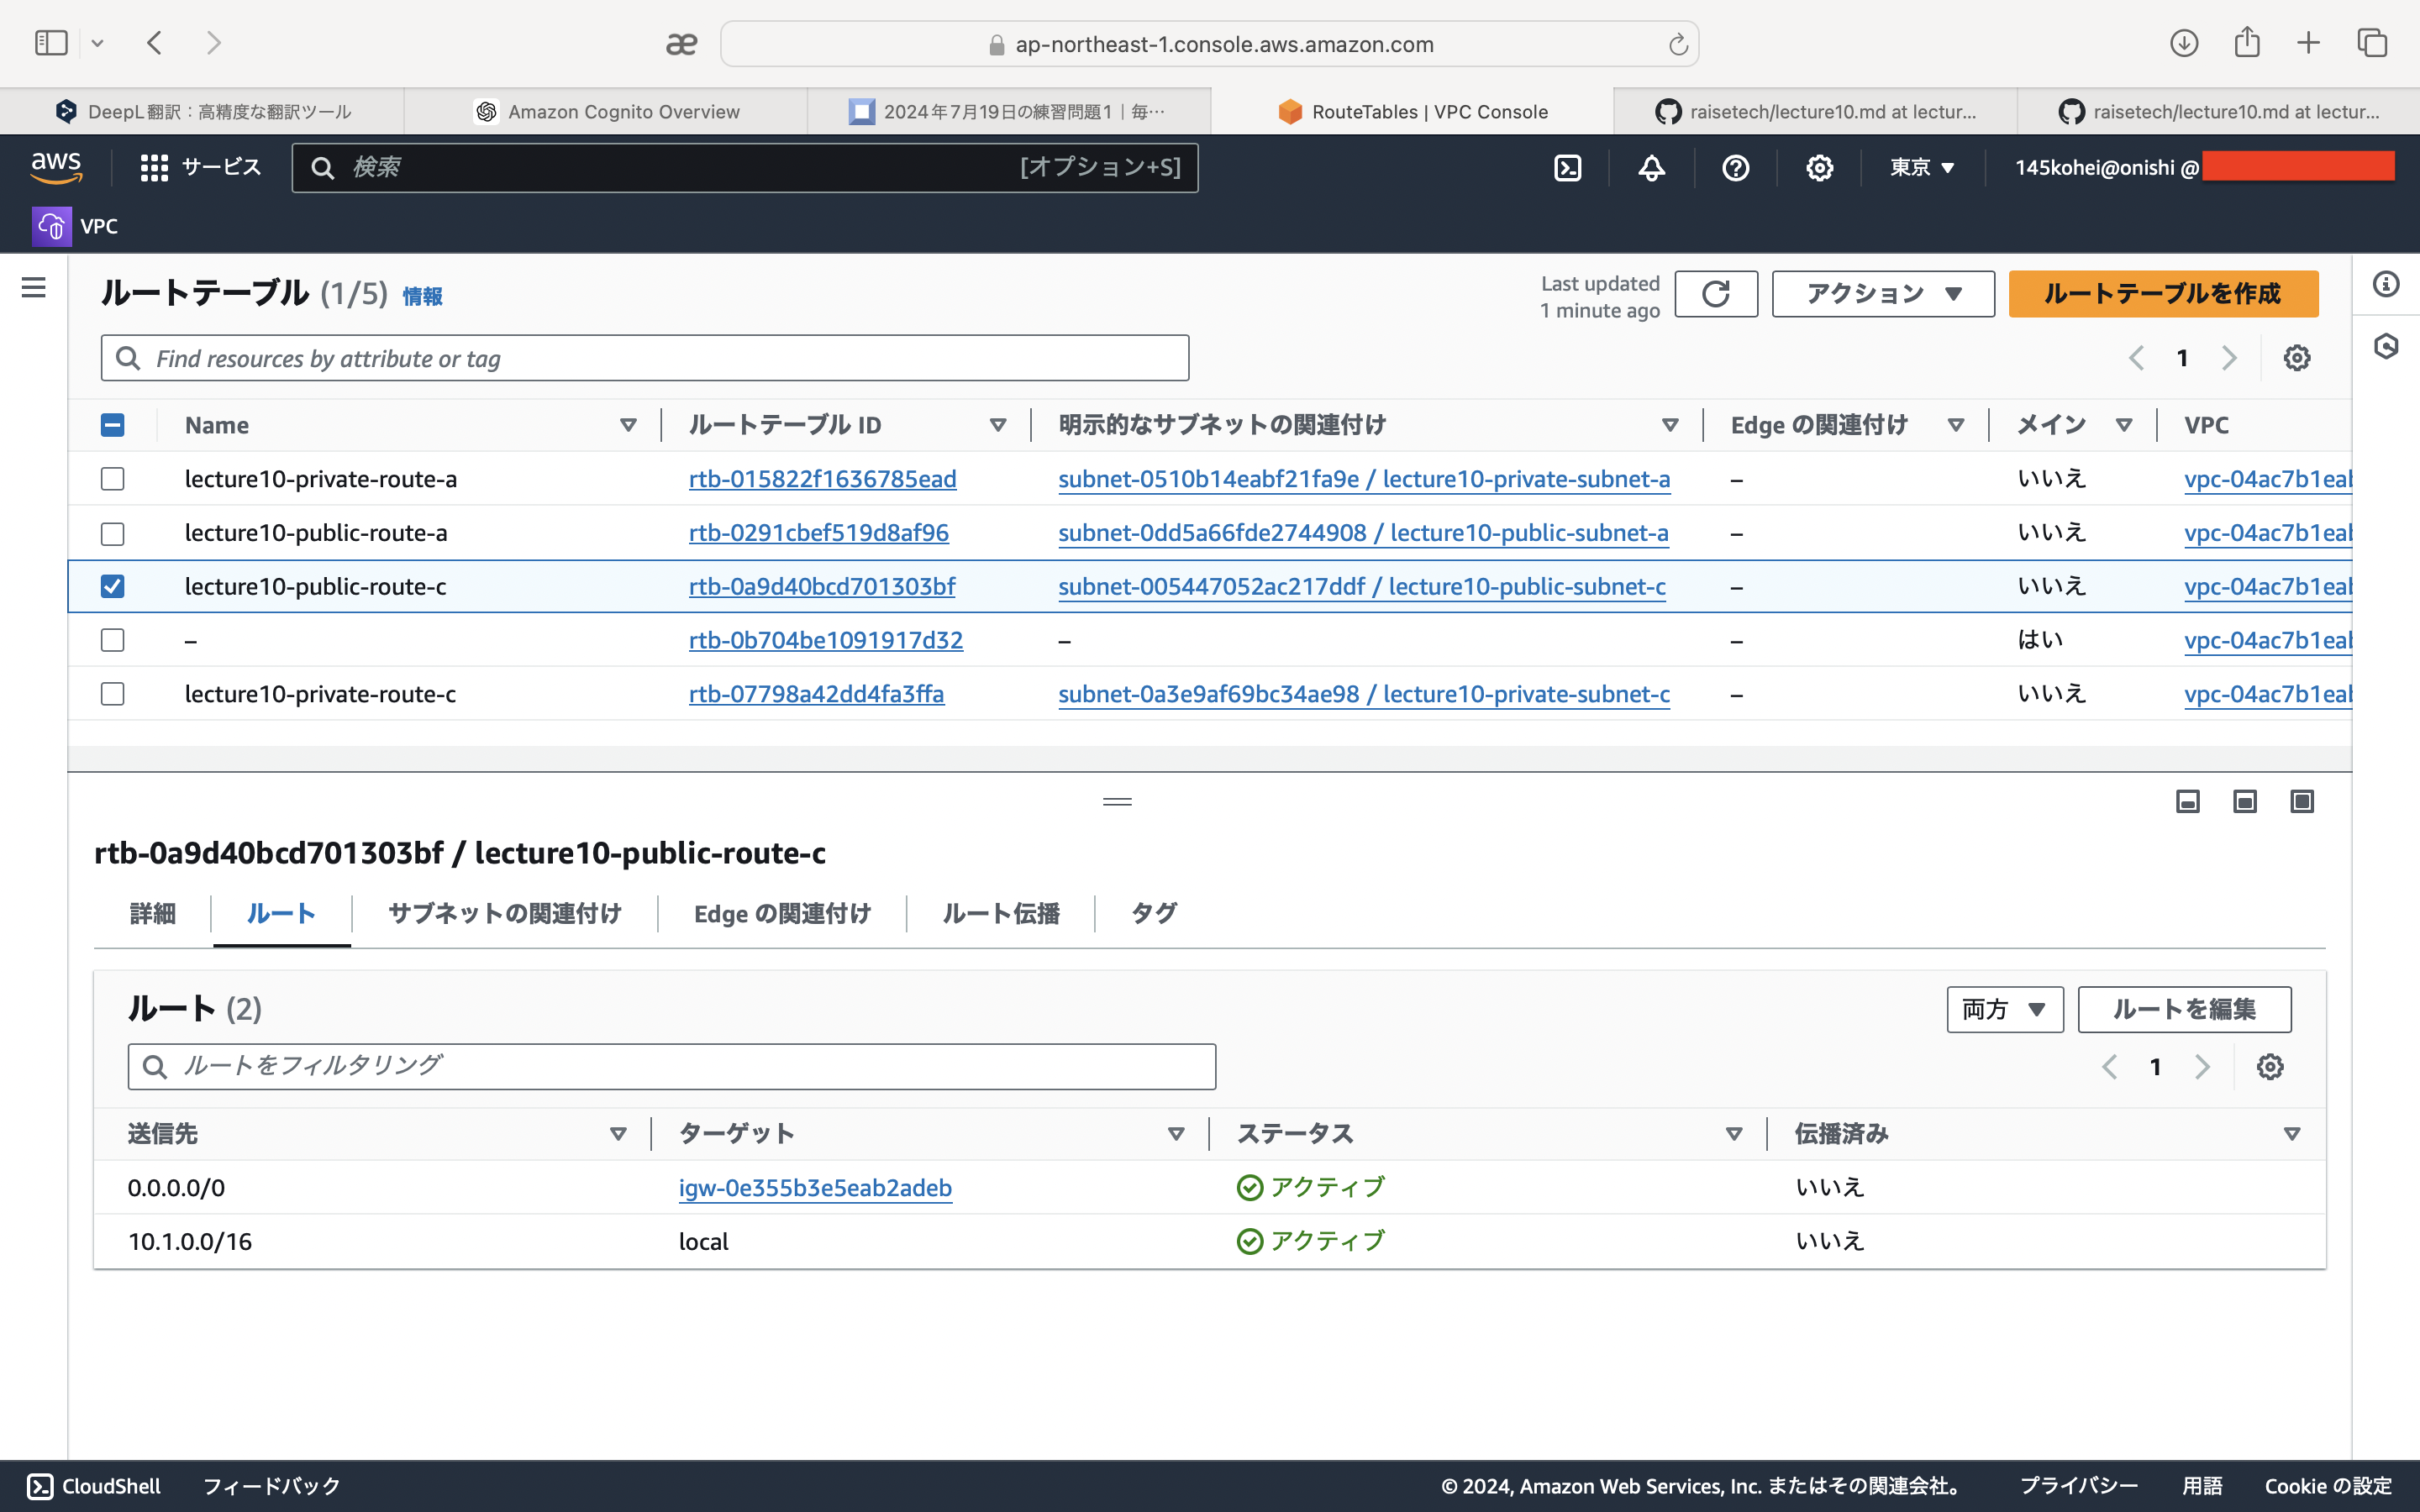 æ
ap-northeast-1.console.aws.amazon.com
DeepL 翻訳：高精度な翻訳ツール
Amazon Cognito Overview
2024年7月19日の練習問題1｜毎…
RouteTables | VPC Console
raisetech/lecture10.md at lectur...
raisetech/lecture10.md at lectur...
aws
サービス
検索
[オプション+S]
東京
145kohei@onishi @
VPC
ルートテーブル (1/5) 情報
Last updated
1 minute ago
アクション
ルートテーブルを作成
Find resources by attribute or tag
1
Name ルートテーブル ID 明示的なサブネットの関連付け Edge の関連付け メイン VPC
lecture10-private-route-a rtb-015822f1636785ead subnet-0510b14eabf21fa9e / lecture10-private-subnet-a – いいえ vpc-04ac7b1eab
lecture10-public-route-a rtb-0291cbef519d8af96 subnet-0dd5a66fde2744908 / lecture10-public-subnet-a – いいえ vpc-04ac7b1eab
lecture10-public-route-c rtb-0a9d40bcd701303bf subnet-005447052ac217ddf / lecture10-public-subnet-c – いいえ vpc-04ac7b1eab
– rtb-0b704be1091917d32 – – はい vpc-04ac7b1eab
lecture10-private-route-c rtb-07798a42dd4fa3ffa subnet-0a3e9af69bc34ae98 / lecture10-private-subnet-c – いいえ vpc-04ac7b1eab
rtb-0a9d40bcd701303bf / lecture10-public-route-c
詳細 ルート サブネットの関連付け Edge の関連付け ルート伝播 タグ
ルート (2)
両方
ルートを編集
ルートをフィルタリング
1
送信先 ターゲット ステータス 伝播済み
0.0.0.0/0 igw-0e355b3e5eab2adeb アクティブ いいえ
10.1.0.0/16 local アクティブ いいえ
CloudShell フィードバック © 2024, Amazon Web Services, Inc. またはその関連会社。 プライバシー 用語 Cookie の設定